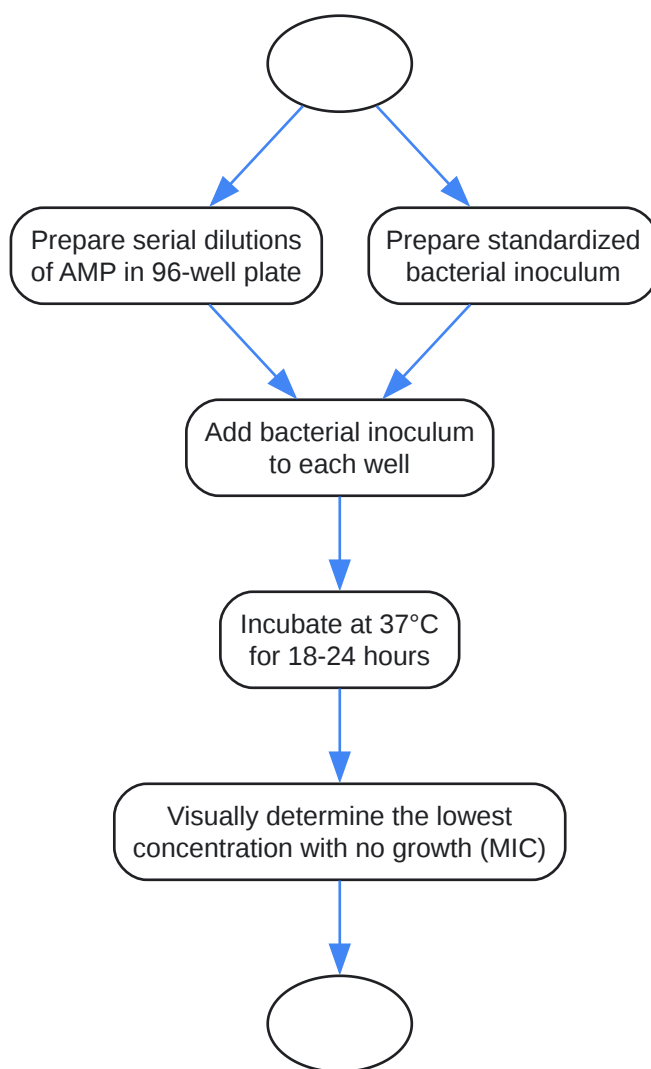 Prepare serial dilutions
of AMP in 96-well plate
Prepare standardized
bacterial inoculum
Add bacterial inoculum
to each well
Incubate at 37°C
for 18-24 hours
Visually determine the lowest
concentration with no growth (MIC)